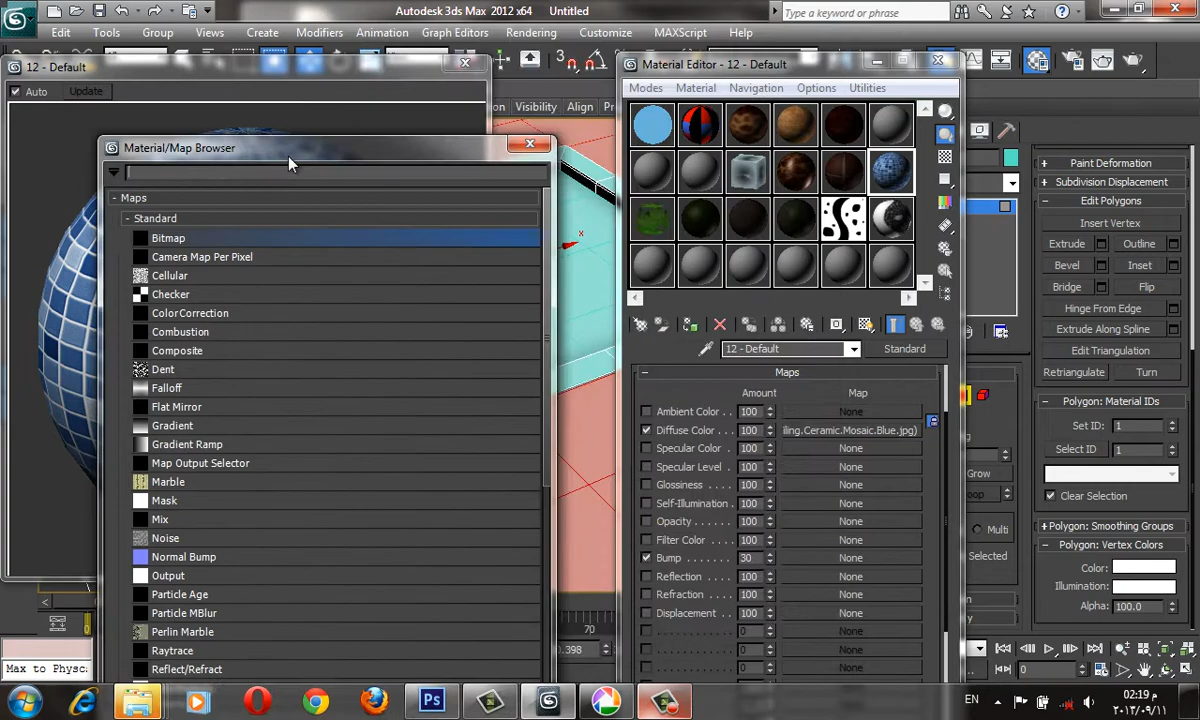 Autodesk 3ds Max 2012 x64 Untitled
Type a keyword or phrase
Edit Tools Group Views Create Modifiers Animation Graph Editors Rendering Customize MAXScript Help
12 - Default
Auto Update
Visibility Align
Material/Map Browser
- Maps
- Standard
Bitmap
Camera Map Per Pixel
Cellular
Checker
ColorCorrection
Combustion
Composite
Dent
Falloff
Flat Mirror
Gradient
Gradient Ramp
Map Output Selector
Marble
Mask
Mix
Noise
Normal Bump
Output
Particle Age
Particle MBlur
Perlin Marble
Raytrace
Reflect/Refract
x
70
0.398
Material Editor - 12 - Default
Modes Material Navigation Options Utilities
12 - Default Standard
- Maps
Amount Map
Ambient Color . . 100 None
Diffuse Color . . . 100 iling.Ceramic.Mosaic.Blue.jpg)
Specular Color . 100 None
Specular Level . 100 None
Glossiness . . . . 100 None
Self-Illumination . 100 None
Opacity . . . . . . 100 None
Filter Color . . . . 100 None
Bump . . . . . . . 30 None
Reflection . . . . 100 None
Refraction . . . . 100 None
Displacement . . 100 None
0 None
0 None
0 None
+ Paint Deformation
+ Subdivision Displacement
- Edit Polygons
Insert Vertex
Extrude Outline
Bevel Inset
Bridge Flip
Hinge From Edge
Extrude Along Spline
Edit Triangulation
Retriangulate Turn
- Polygon: Material IDs
Set ID: 1
Select ID 1
Clear Selection
+ Polygon: Smoothing Groups
- Polygon: Vertex Colors
Color:
Illumination:
Alpha: 100.0
Grow
Multi
Selected
0
Max to Physc
Ps
EN
م 02:19
٢٠١٣/٠٩/١١